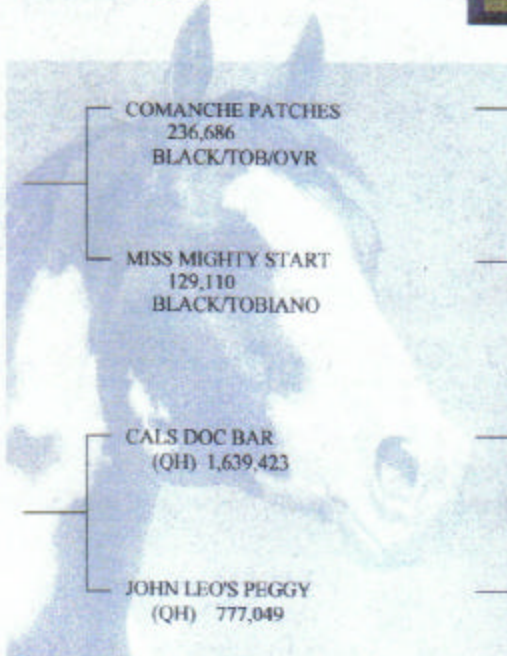 COMANCHE PATCHES
236,686
BLACK/TOB/OVR
MISS MIGHTY START
129,110
BLACK/TOBIANO
CALS DOC BAR
(QH) 1,639,423
JOHN LEO'S PEGGY
(QH) 777,049